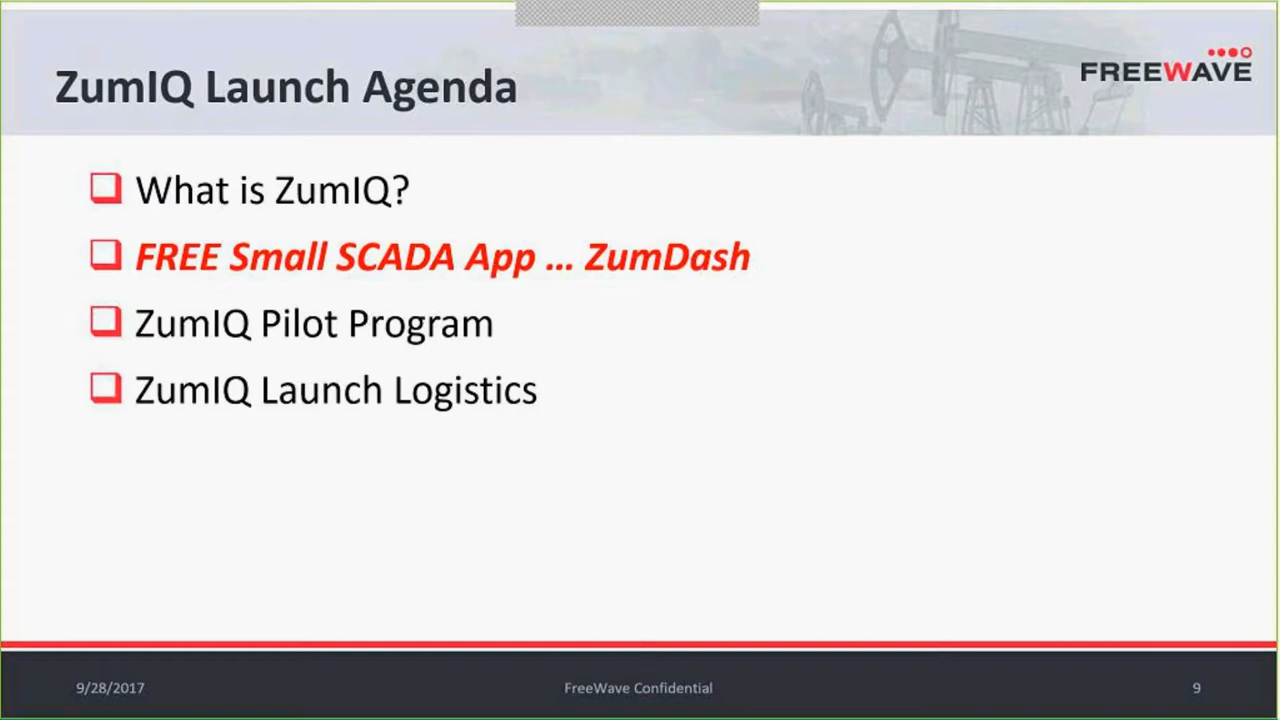 ZumIQ Launch Agenda
FREEWAVE
What is ZumIQ?
FREE Small SCADA App ... ZumDash
ZumIQ Pilot Program
ZumIQ Launch Logistics
9/28/2017
FreeWave Confidential
9